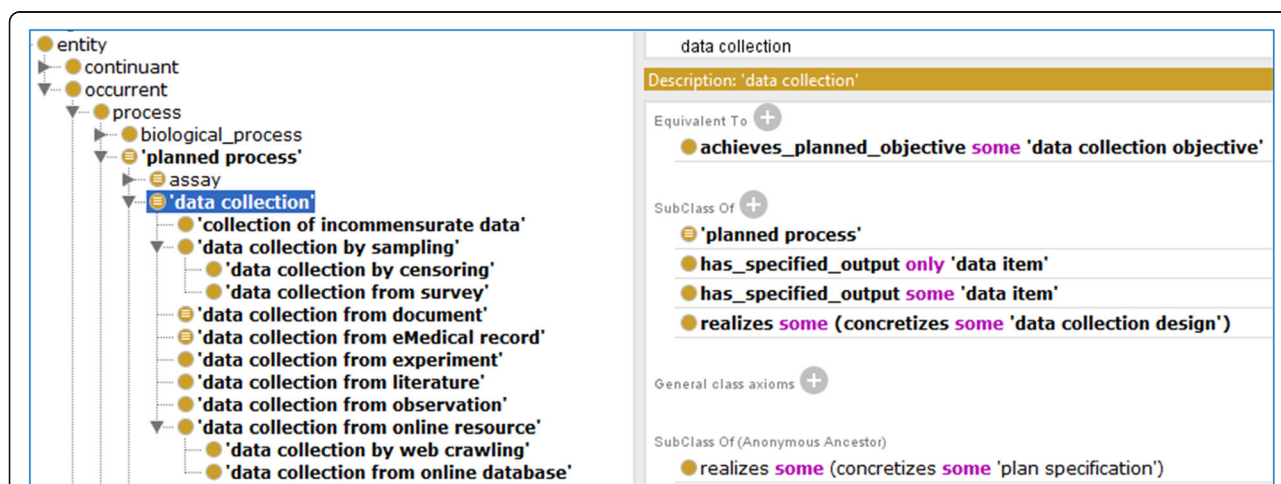 entity
continuant
occurrent
process
biological_process
'planned process'
assay
'data collection'
'collection of incommensurate data'
'data collection by sampling'
'data collection by censoring'
'data collection from survey'
'data collection from document'
'data collection from eMedical record'
'data collection from experiment'
'data collection from literature'
'data collection from observation'
'data collection from online resource'
'data collection by web crawling'
'data collection from online database'
data collection
Description: 'data collection'
Equivalent To
achieves_planned_objective some 'data collection objective'
SubClass Of
'planned process'
has_specified_output only 'data item'
has_specified_output some 'data item'
realizes some (concretizes some 'data collection design')
General class axioms
SubClass Of (Anonymous Ancestor)
realizes some (concretizes some 'plan specification')